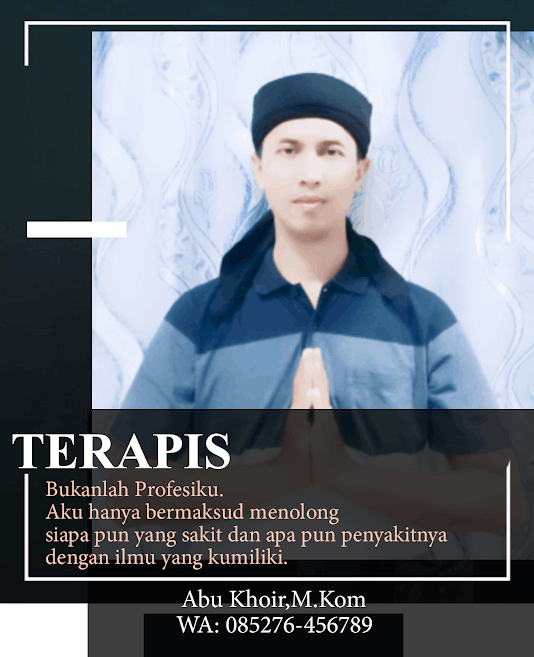 TERAPIS
Bukanlah Profesiku.
Aku hanya bermaksud menolong
siapa pun yang sakit dan apa pun penyakitnya
dengan ilmu yang kumiliki.
Abu Khoir,M.Kom
WA: 085276-456789